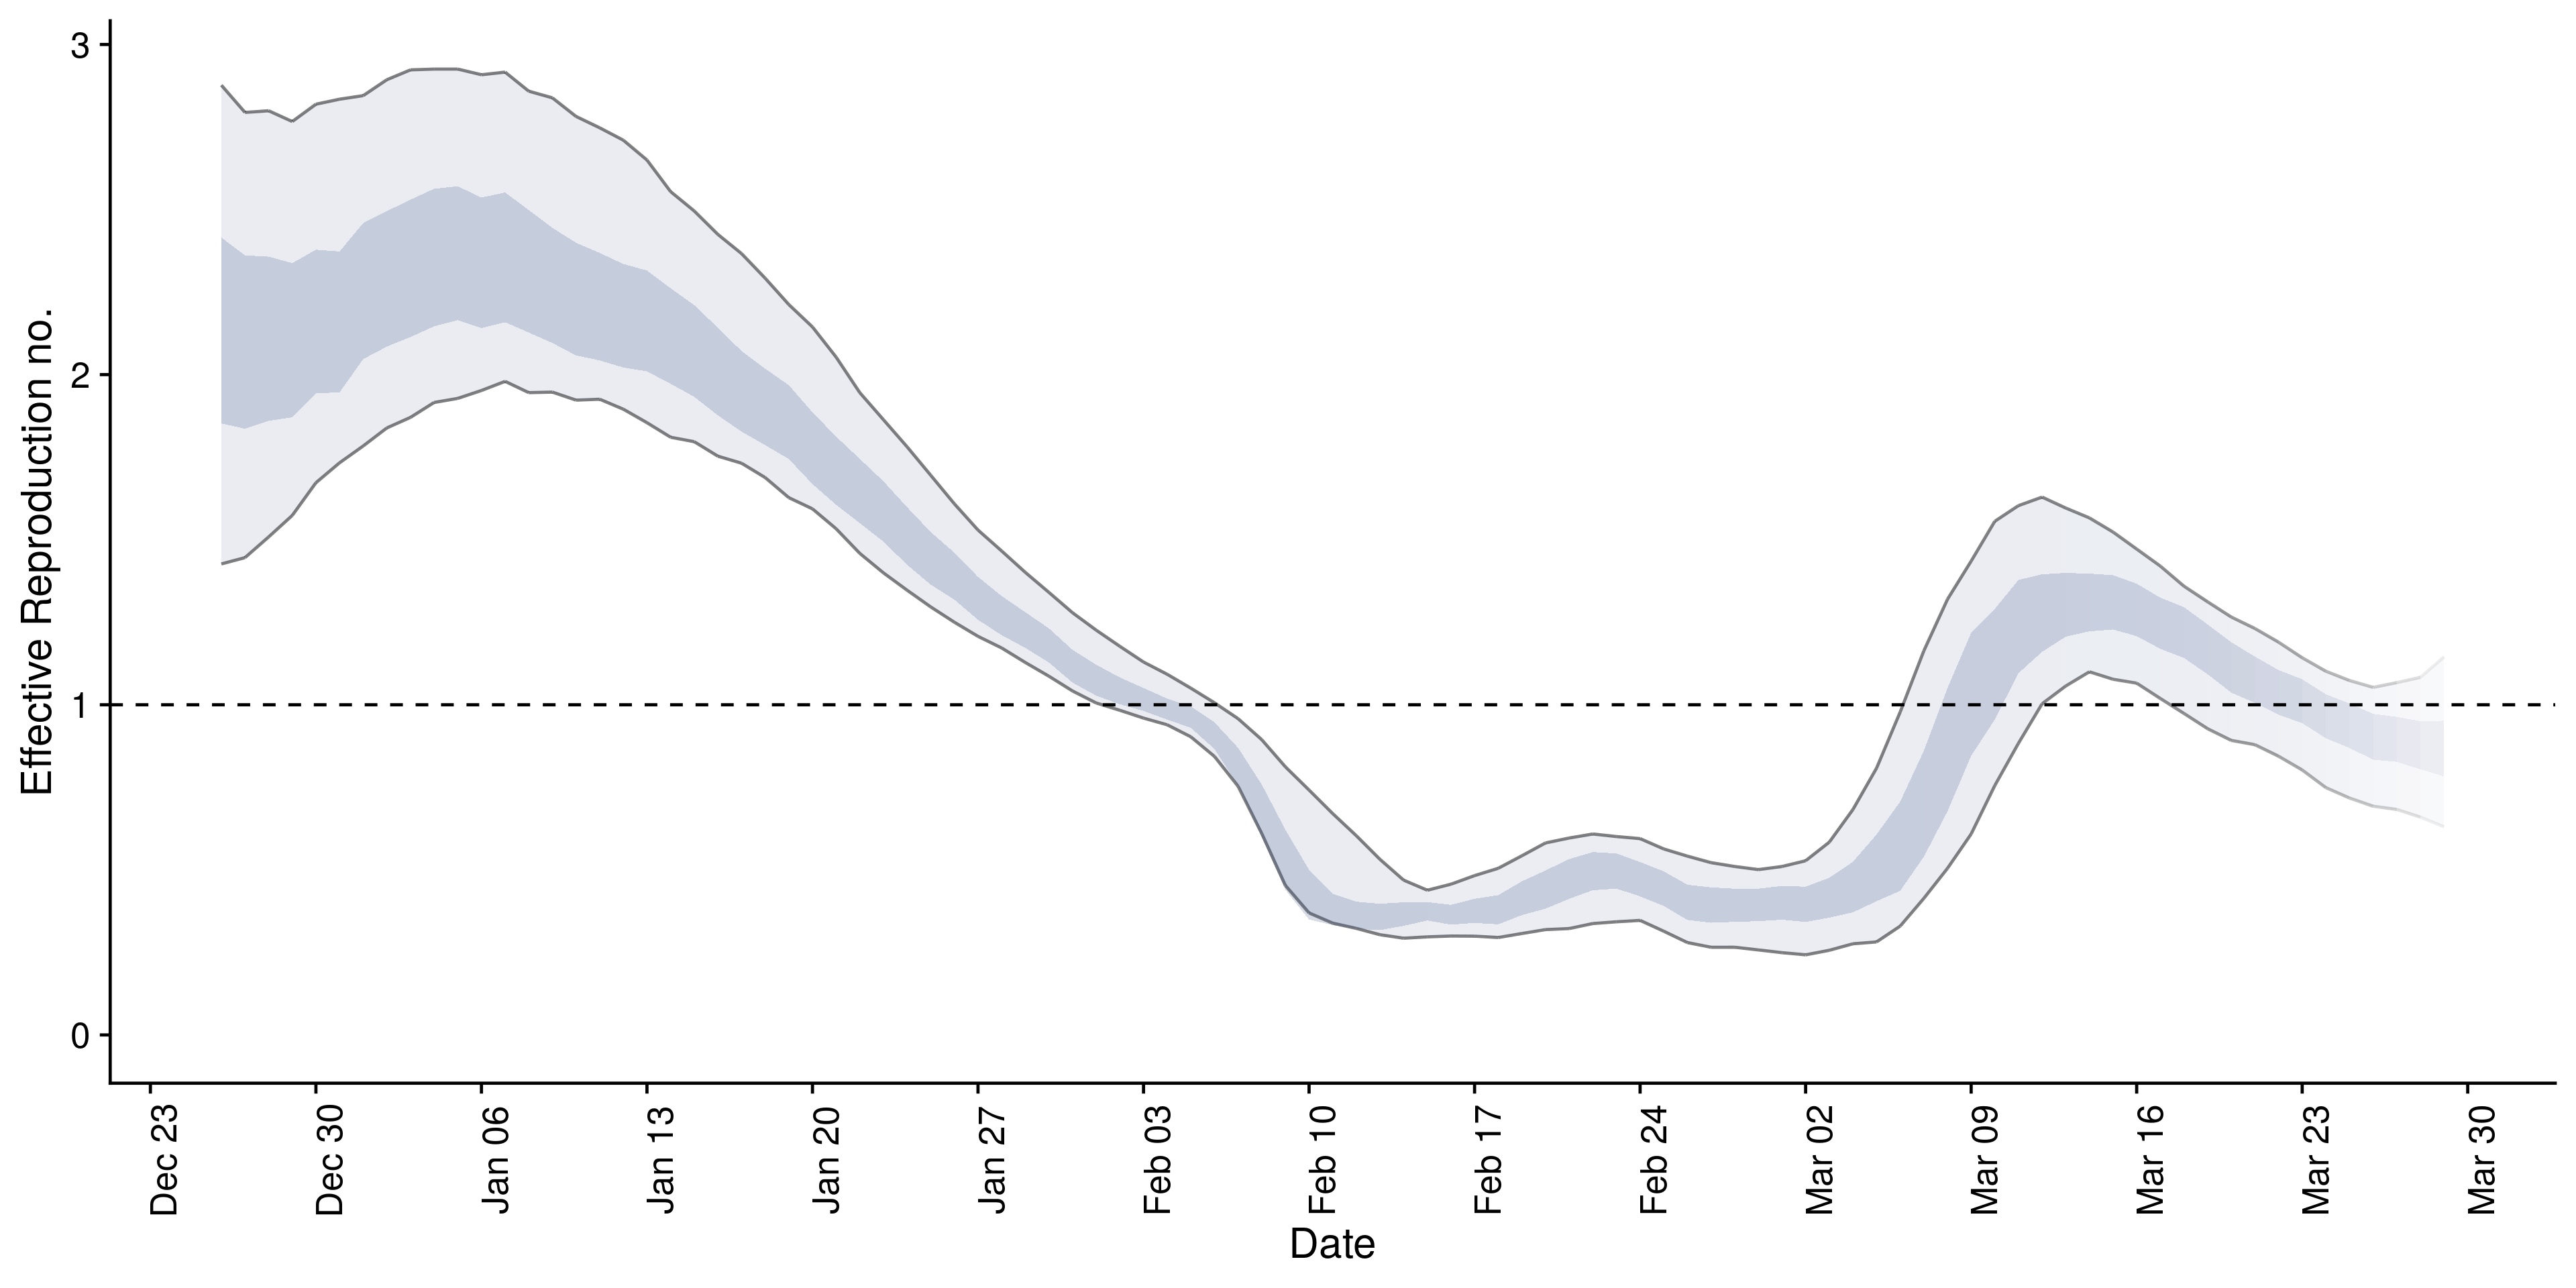 Effective Reproduction no.
3
2
1
0
Dec 23
Dec 30
Jan 06
Jan 13
Jan 20
Jan 27
Feb 03
Feb 10
Feb 17
Feb 24
Mar 02
Mar 09
Mar 16
Mar 23
Mar 30
Date